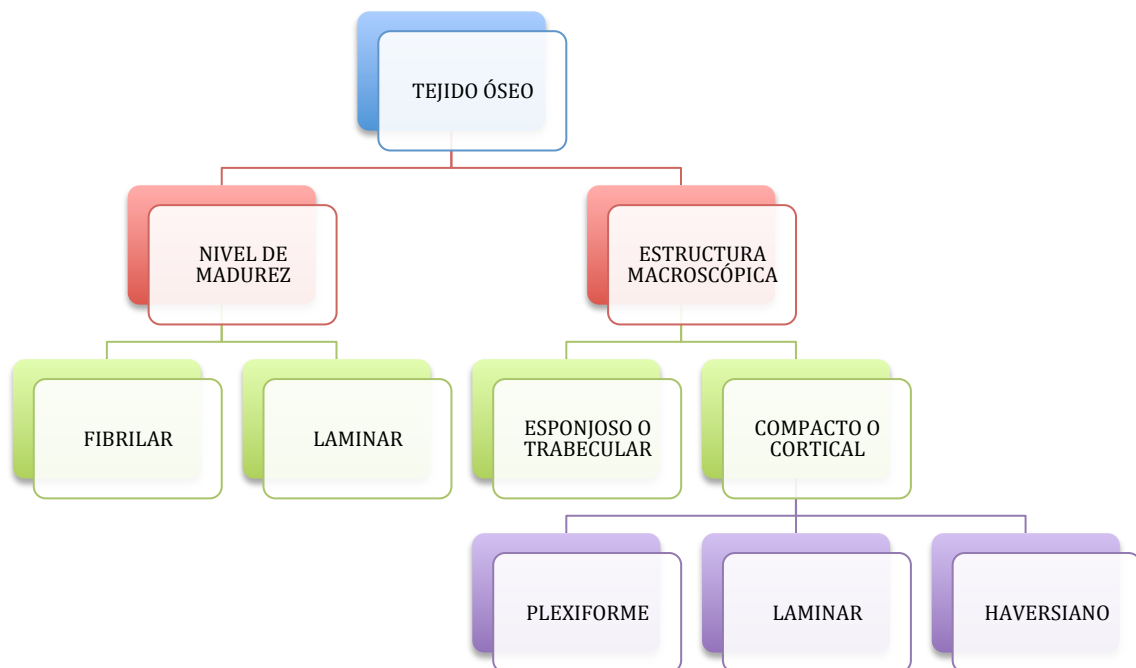 TEJIDO ÓSEO
NIVEL DE
MADUREZ
ESTRUCTURA
MACROSCÓPICA
FIBRILAR
LAMINAR
ESPONJOSO O
TRABECULAR
COMPACTO O
CORTICAL
PLEXIFORME
LAMINAR
HAVERSIANO